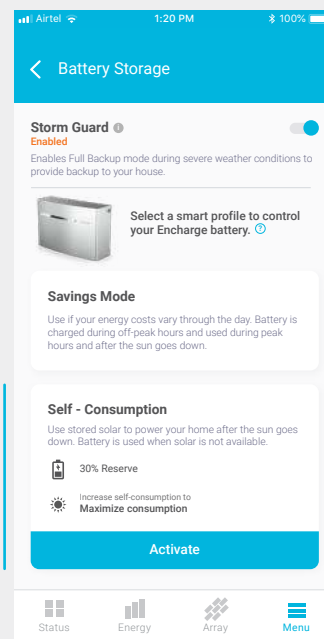 Airtel 1:20 PM 100%
Battery Storage
Storm Guard
Enabled
Enables Full Backup mode during severe weather conditions to
provide backup to your house.
Select a smart profile to control
your Encharge battery.
Savings Mode
Use if your energy costs vary through the day. Battery is
charged during off-peak hours and used during peak
hours and after the sun goes down.
Self - Consumption
Use stored solar to power your home after the sun goes
down. Battery is used when solar is not available.
30% Reserve
Increase self-consumption to
Maximize consumption
Activate
Status Energy Array Menu